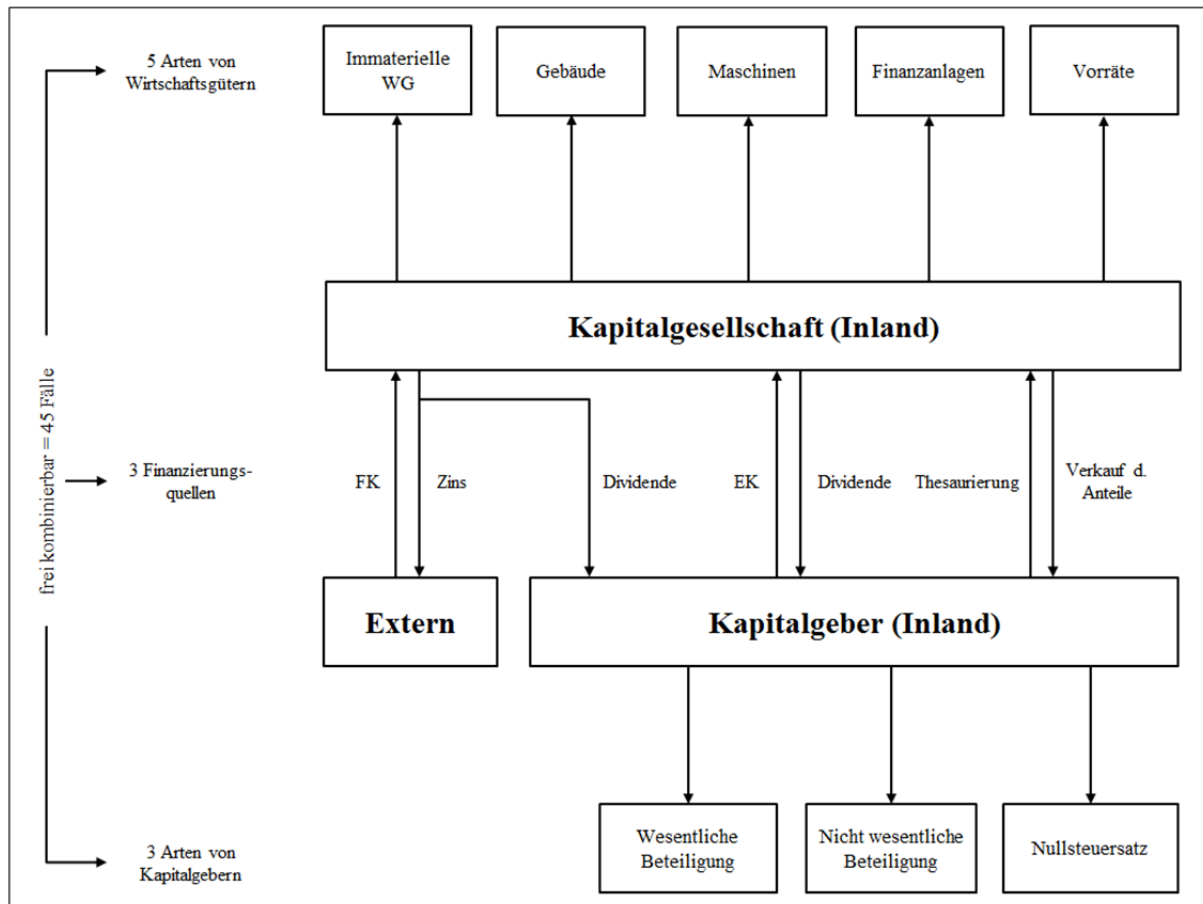 5 Arten von
Wirtschaftsgütern
Immaterielle
WG
Gebäude
Maschinen
Finanzanlagen
Vorräte
Kapitalgesellschaft (Inland)
frei kombinierbar = 45 Fälle
3 Finanzierungs-
quellen
FK
Zins
Dividende
EK
Dividende
Thesaurierung
Verkauf d.
Anteile
Extern
Kapitalgeber (Inland)
3 Arten von
Kapitalgebern
Wesentliche
Beteiligung
Nicht wesentliche
Beteiligung
Nullsteuersatz